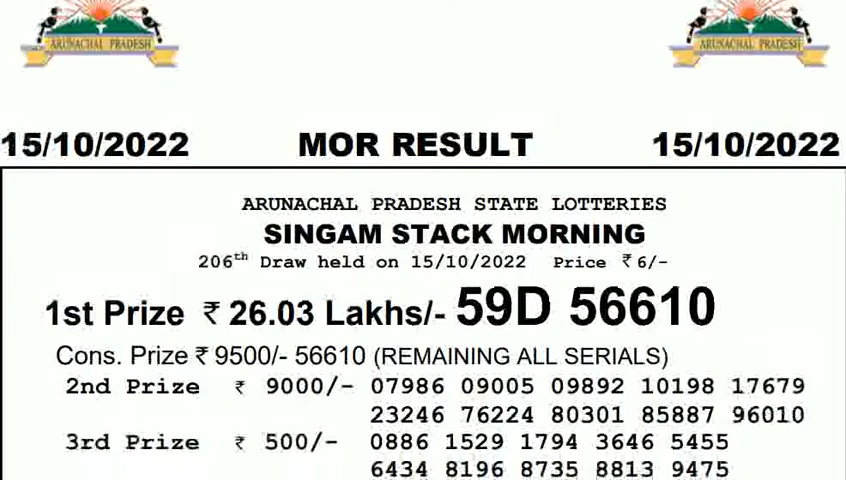 ARUNACHAL PRADESH ARUNACHAL PRADESH
15/10/2022 MOR RESULT 15/10/2022
ARUNACHAL PRADESH STATE LOTTERIES
SINGAM STACK MORNING
206th Draw held on 15/10/2022 Price ₹ 6/-
1st Prize ₹ 26.03 Lakhs/- 59D 56610
Cons. Prize ₹ 9500/- 56610 (REMAINING ALL SERIALS)
2nd Prize ₹ 9000/- 07986 09005 09892 10198 17679
23246 76224 80301 85887 96010
3rd Prize ₹ 500/- 0886 1529 1794 3646 5455
6434 8196 8735 8813 9475